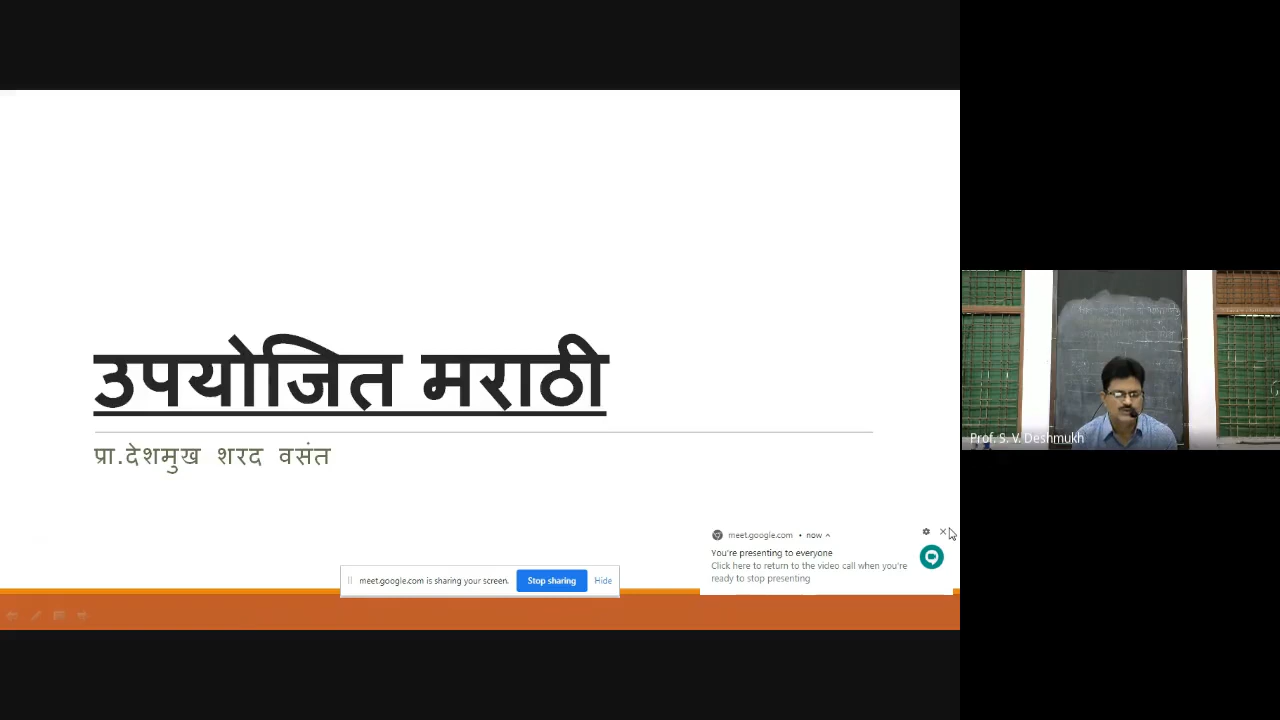 उपयोजित मराठी
प्रा.देशमुख शरद वसंत
meet.google.com • now
You're presenting to everyone
Click here to return to the video call when you're
ready to stop presenting
meet.google.com is sharing your screen.
Stop sharing
Hide
Prof. S. V. Deshmukh